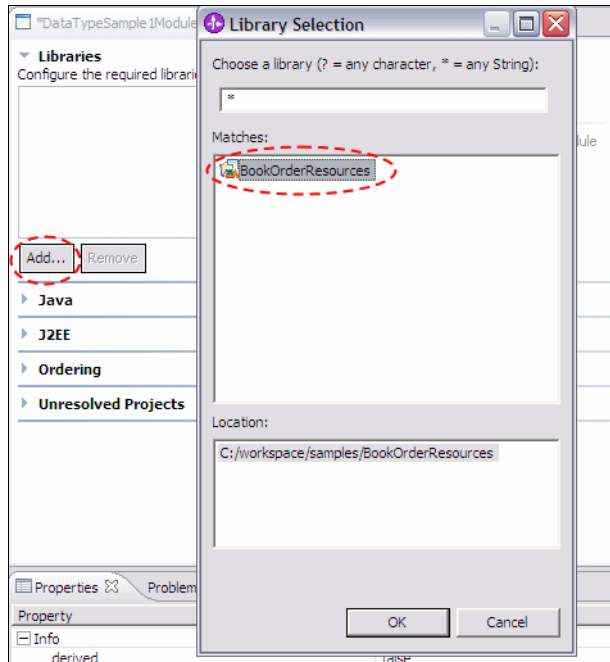 *DataTypeSample1Module
Libraries
Configure the required librari
Add...
Remove
Java
J2EE
Ordering
Unresolved Projects
Library Selection
Choose a library (? = any character, * = any String):
*
Matches:
BookOrderResources
Location:
C:/workspace/samples/BookOrderResources
OK
Cancel
dule
Properties
Problem
Property
Info
derived
false